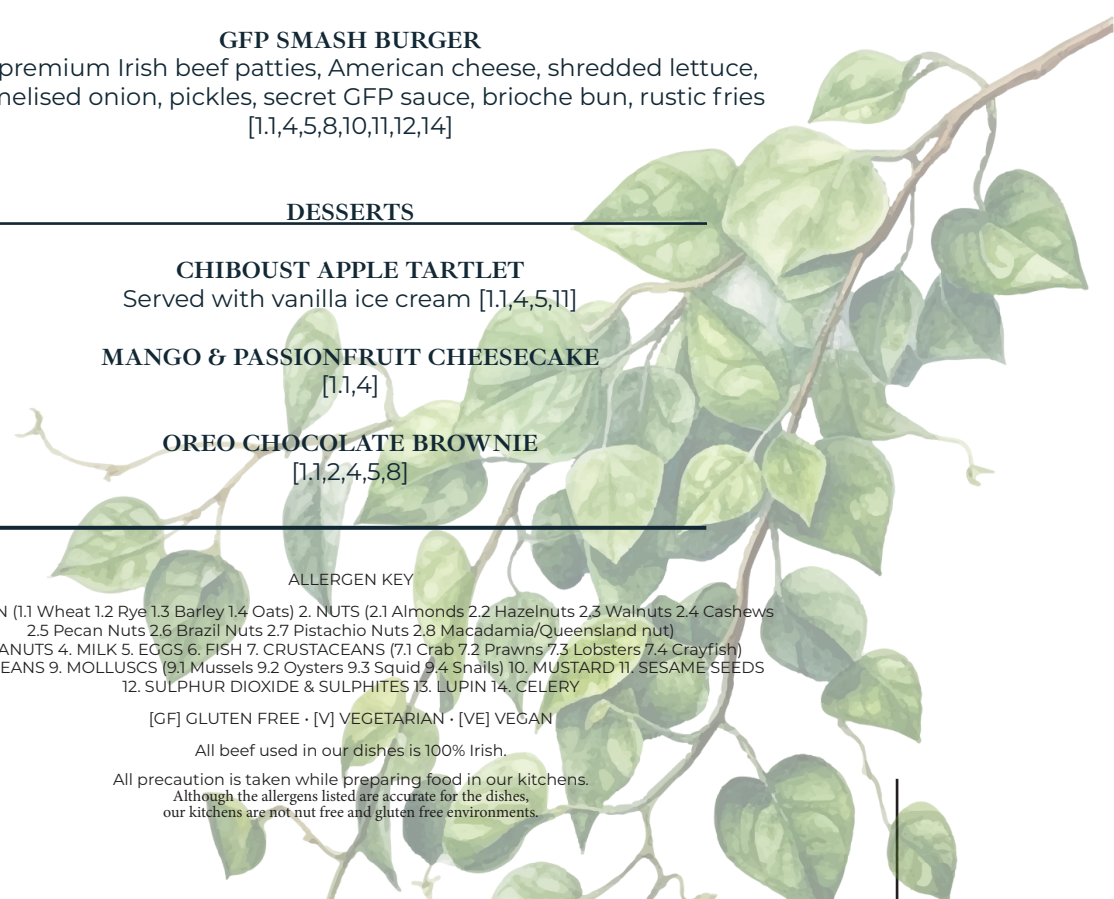 GFP SMASH BURGER
premium Irish beef patties, American cheese, shredded lettuce,
onion, pickles, secret GFP sauce, brioche bun, rustic fries
[1.1,4,5,8,10,11,12,14]
DESSERTS
CHIBOUST APPLE TARTLET
Served with vanilla ice cream [1.1,4,5,11]
MANGO & PASSIONFRUIT CHEESECAKE
[1.1,4]
OREO CHOCOLATE BROWNIE
[1.1,2,4,5,8]
ALLERGEN KEY
(1.1 Wheat 1.2 Rye 1.3 Barley 1.4 Oats) 2. NUTS (2.1 Almonds 2.2 Hazelnuts 2.3 Walnuts 2.4 Cashews
2.5 Pecan Nuts 2.6 Brazil Nuts 2.7 Pistachio Nuts 2.8 Macadamia/Queensland nut)
4. MILK 5. EGGS 6. FISH 7. CRUSTACEANS (7.1 Crab 7.2 Prawns 7.3 Lobsters 7.4 Crayfish)
9. MOLLUSCS (9.1 Mussels 9.2 Oysters 9.3 Squid 9.4 Snails) 10. MUSTARD 11. SESAME SEEDS
12. SULPHUR DIOXIDE & SULPHITES 13. LUPIN 14. CELERY
[GF] GLUTEN FREE • [V] VEGETARIAN • [VE] VEGAN
All beef used in our dishes is 100% Irish.
All precaution is taken while preparing food in our kitchens.
Although the allergens listed are accurate for the dishes,
our kitchens are not nut free and gluten free environments.